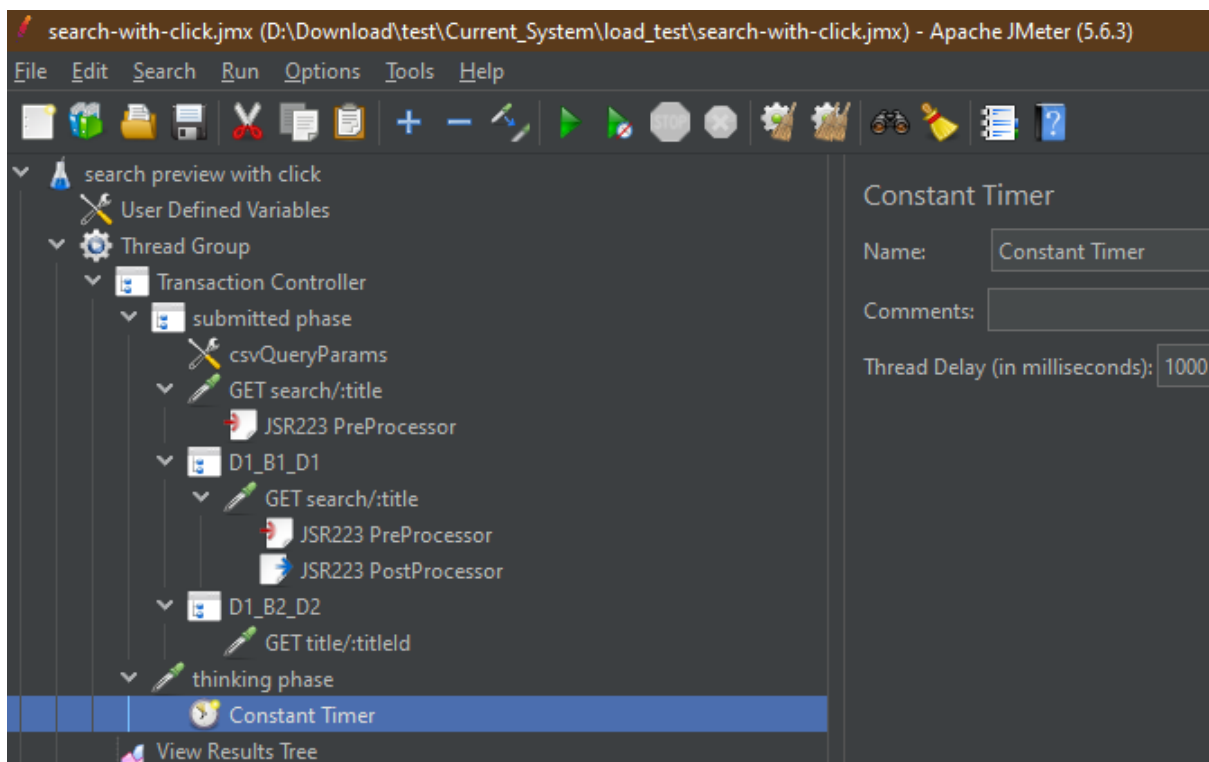 search-with-click.jmx (D:\Download\test\Current_System\load_test\search-with-click.jmx) - Apache JMeter (5.6.3)
File Edit Search Run Options Tools Help
STOP
search preview with click
User Defined Variables
Thread Group
Transaction Controller
submitted phase
csvQueryParams
GET search/:title
JSR223 PreProcessor
D1_B1_D1
GET search/:title
JSR223 PreProcessor
JSR223 PostProcessor
D1_B2_D2
GET title/:titleId
thinking phase
Constant Timer
View Results Tree
Constant Timer
Name: Constant Timer
Comments:
Thread Delay (in milliseconds): 1000